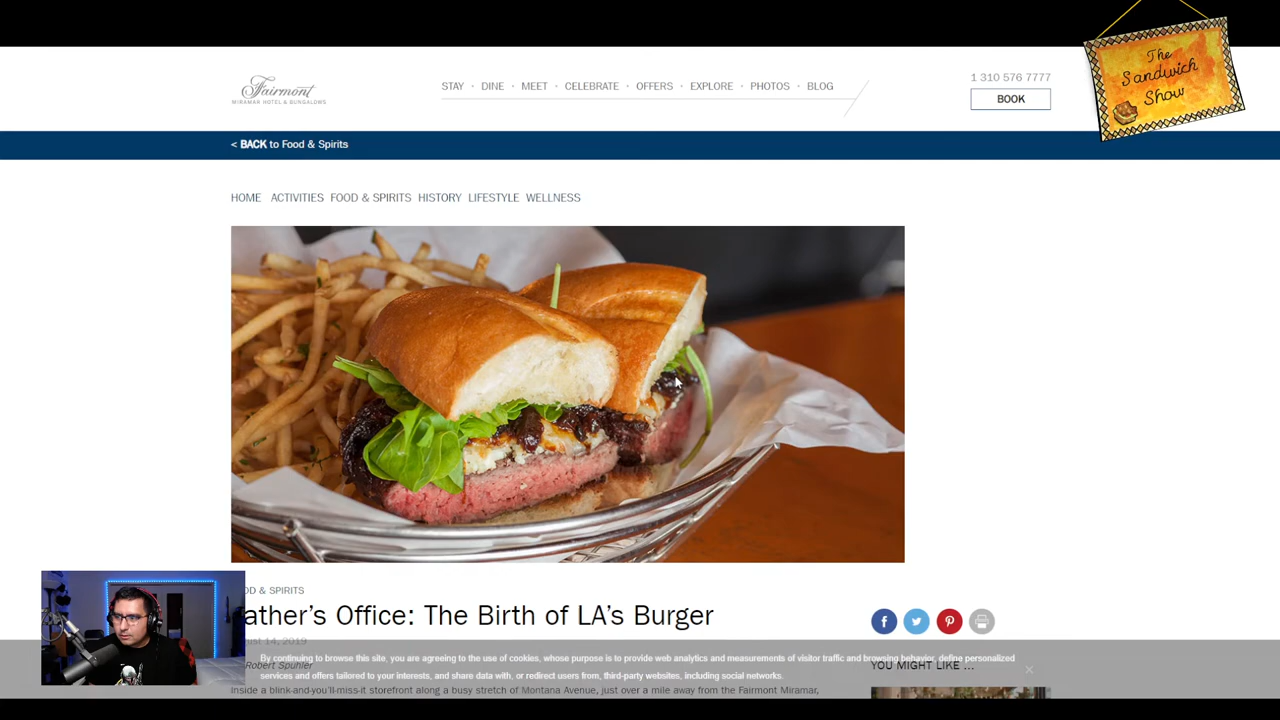 The
Sandwich
Show
Fairmont
MIRAMAR HOTEL & BUNGALOWS
STAY · DINE · MEET · CELEBRATE · OFFERS · EXPLORE · PHOTOS · BLOG
1 310 576 7777
BOOK
< BACK to Food & Spirits
HOME ACTIVITIES FOOD & SPIRITS HISTORY LIFESTYLE WELLNESS
OD & SPIRITS
ather's Office: The Birth of LA's Burger
14, 2019
By continuing to browse this site, you are agreeing to the use of cookies, whose purpose is to provide web analytics and measurements of visitor traffic and browsing behavior, define personalized
services and offers tailored to your interests, and share data with, or redirect users from, third-party websites, including social networks.
YOU MIGHT LIKE ...
Robert Spuhler
Inside a blink-and-you'll-miss-it storefront along a busy stretch of Montana Avenue, just over a mile away from the Fairmont Miramar,